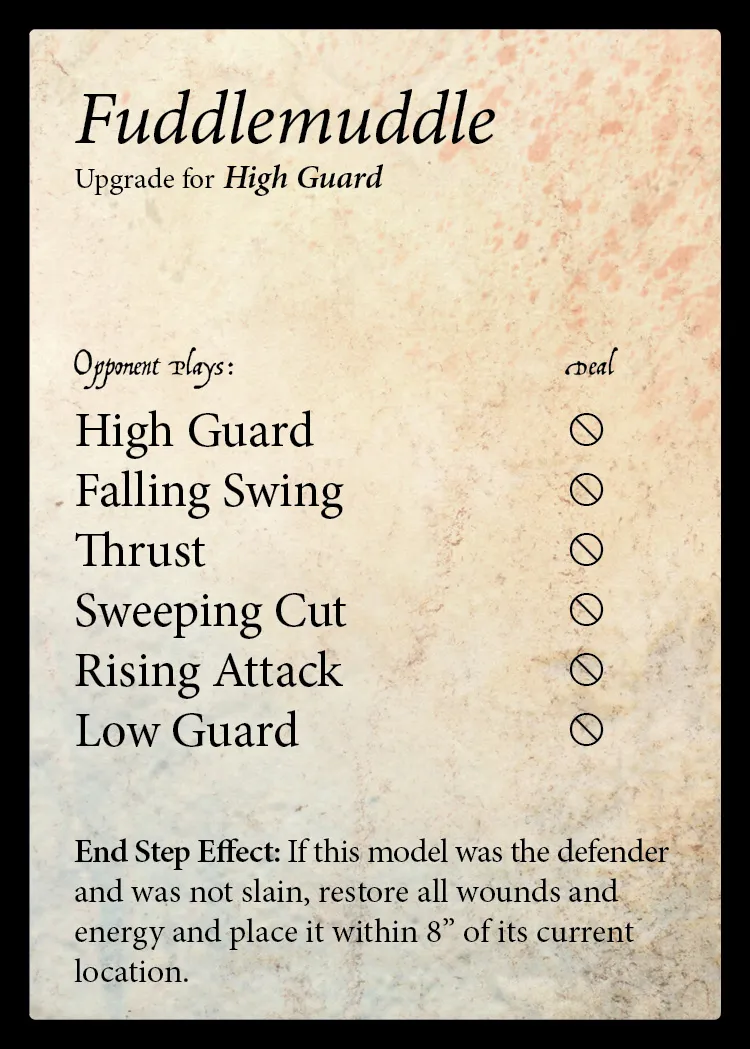 Fuddlemuddle
Upgrade for High Guard
Opponent plays: Deal
High Guard
Falling Swing
Thrust
Sweeping Cut
Rising Attack
Low Guard
End Step Effect: If this model was the defender
and was not slain, restore all wounds and
energy and place it within 8” of its current
location.